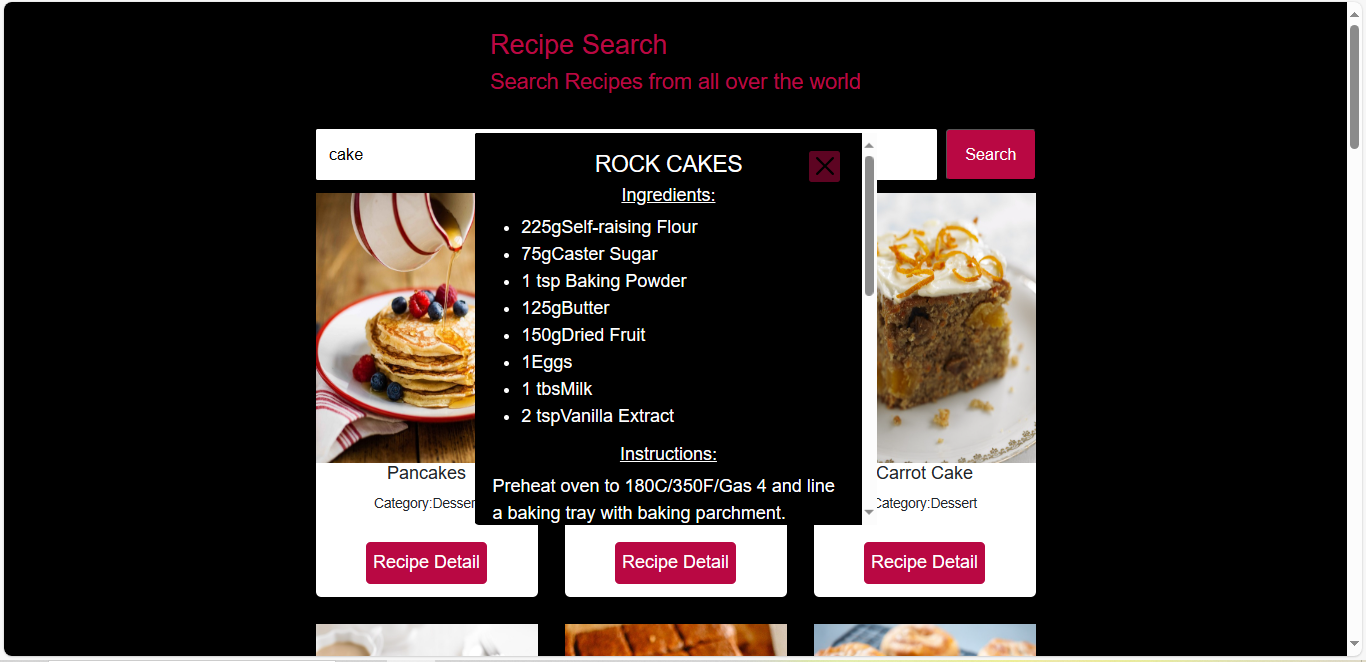 Recipe Search
Search Recipes from all over the world
cake
Search
ROCK CAKES
Ingredients:
225gSelf-raising Flour
75gCaster Sugar
1 tsp Baking Powder
125gButter
150gDried Fruit
1Eggs
1 tbsMilk
2 tspVanilla Extract
Instructions:
Preheat oven to 180C/350F/Gas 4 and line
a baking tray with baking parchment.
Pancakes
Category:Desser
Recipe Detail
Recipe Detail
Carrot Cake
Category:Dessert
Recipe Detail